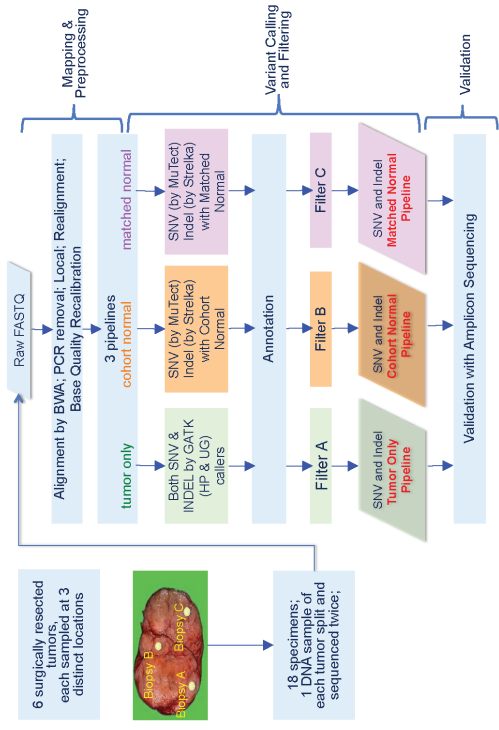 6 surgically resected
tumors,
each sampled at 3
distinct locations
Biopsy A
Biopsy B
Biopsy C
18 specimens;
1 DNA sample of
each tumor split and
sequenced twice;
Raw FASTQ
Alignment by BWA; PCR removal; Local; Realignment;
Base Quality Recalibration
3 pipelines
tumor only
cohort normal
matched normal
Both SNV &
INDEL by GATK
(HP & UG)
callers
SNV (by MuTect)
Indel (by Strelka)
with Cohort
Normal
SNV (by MuTect)
Indel (by Strelka)
with Matched
Normal
Annotation
Filter A
Filter B
Filter C
SNV and Indel
Tumor Only
Pipeline
SNV and Indel
Cohort Normal
Pipeline
SNV and Indel
Matched Normal
Pipeline
Validation with Amplicon Sequencing
Mapping &
Preprocessing
Variant Calling
and Filtering
Validation